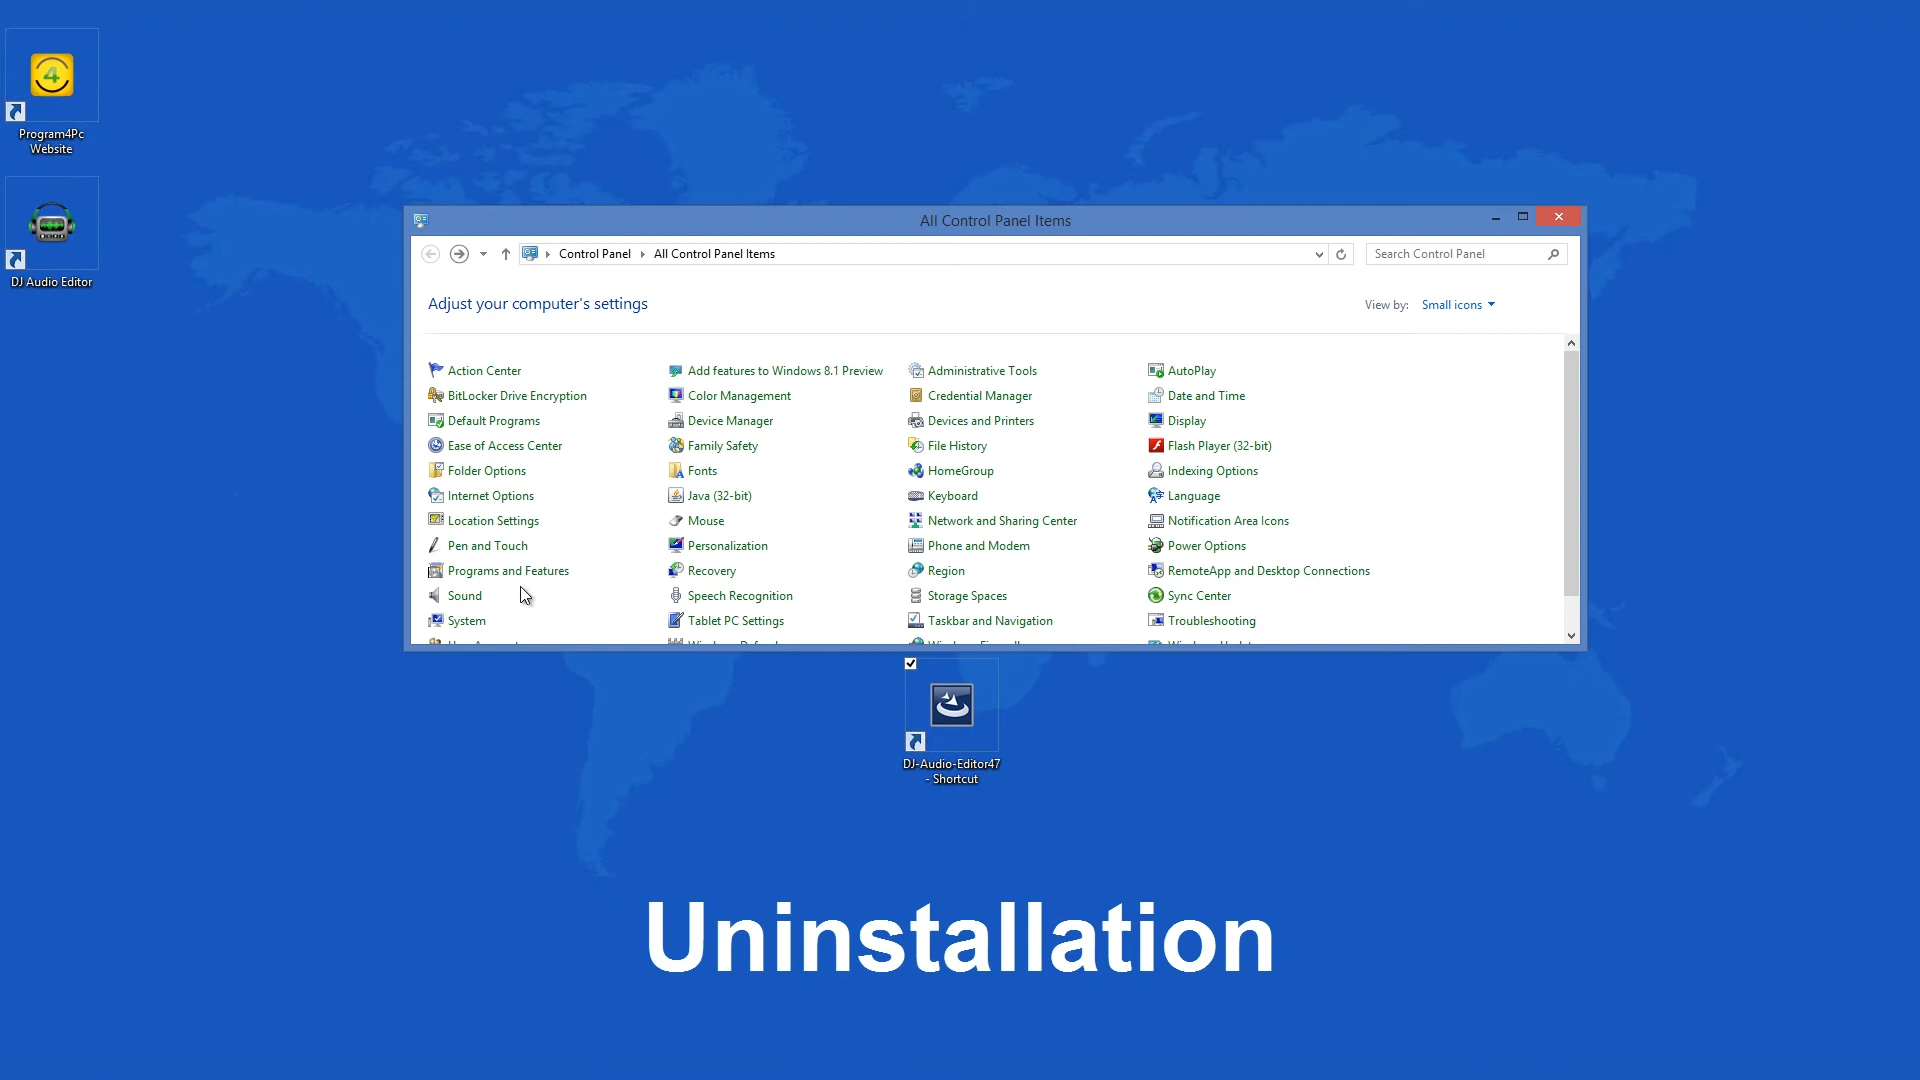 Program4Pc
Website
DJ Audio Editor
All Control Panel Items
Control Panel
All Control Panel Items
Search Control Panel
Adjust your computer's settings
View by:
Small icons
Action Center
Add features to Windows 8.1 Preview
Administrative Tools
AutoPlay
BitLocker Drive Encryption
Color Management
Credential Manager
Date and Time
Default Programs
Device Manager
Devices and Printers
Display
Ease of Access Center
Family Safety
File History
Flash Player (32-bit)
Folder Options
Fonts
HomeGroup
Indexing Options
Internet Options
Java (32-bit)
Keyboard
Language
Location Settings
Mouse
Network and Sharing Center
Notification Area Icons
Pen and Touch
Personalization
Phone and Modem
Power Options
Programs and Features
Recovery
Region
RemoteApp and Desktop Connections
Sound
Speech Recognition
Storage Spaces
Sync Center
System
Tablet PC Settings
Taskbar and Navigation
Troubleshooting
DJ-Audio-Editor47
- Shortcut
Uninstallation